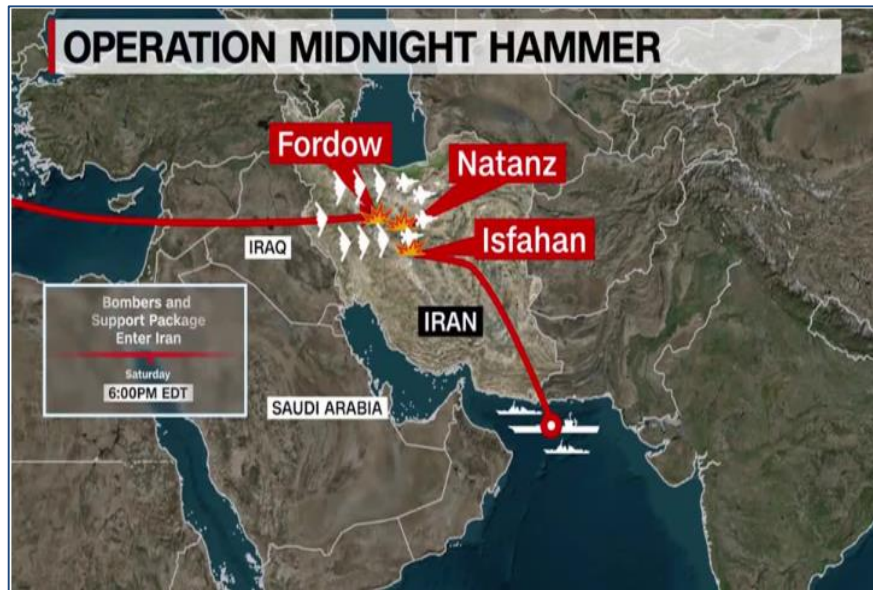 OPERATION MIDNIGHT HAMMER
Fordow
Natanz
Isfahan
IRAQ
IRAN
SAUDI ARABIA
Bombers and
Support Package
Enter Iran
Saturday
6:00PM EDT